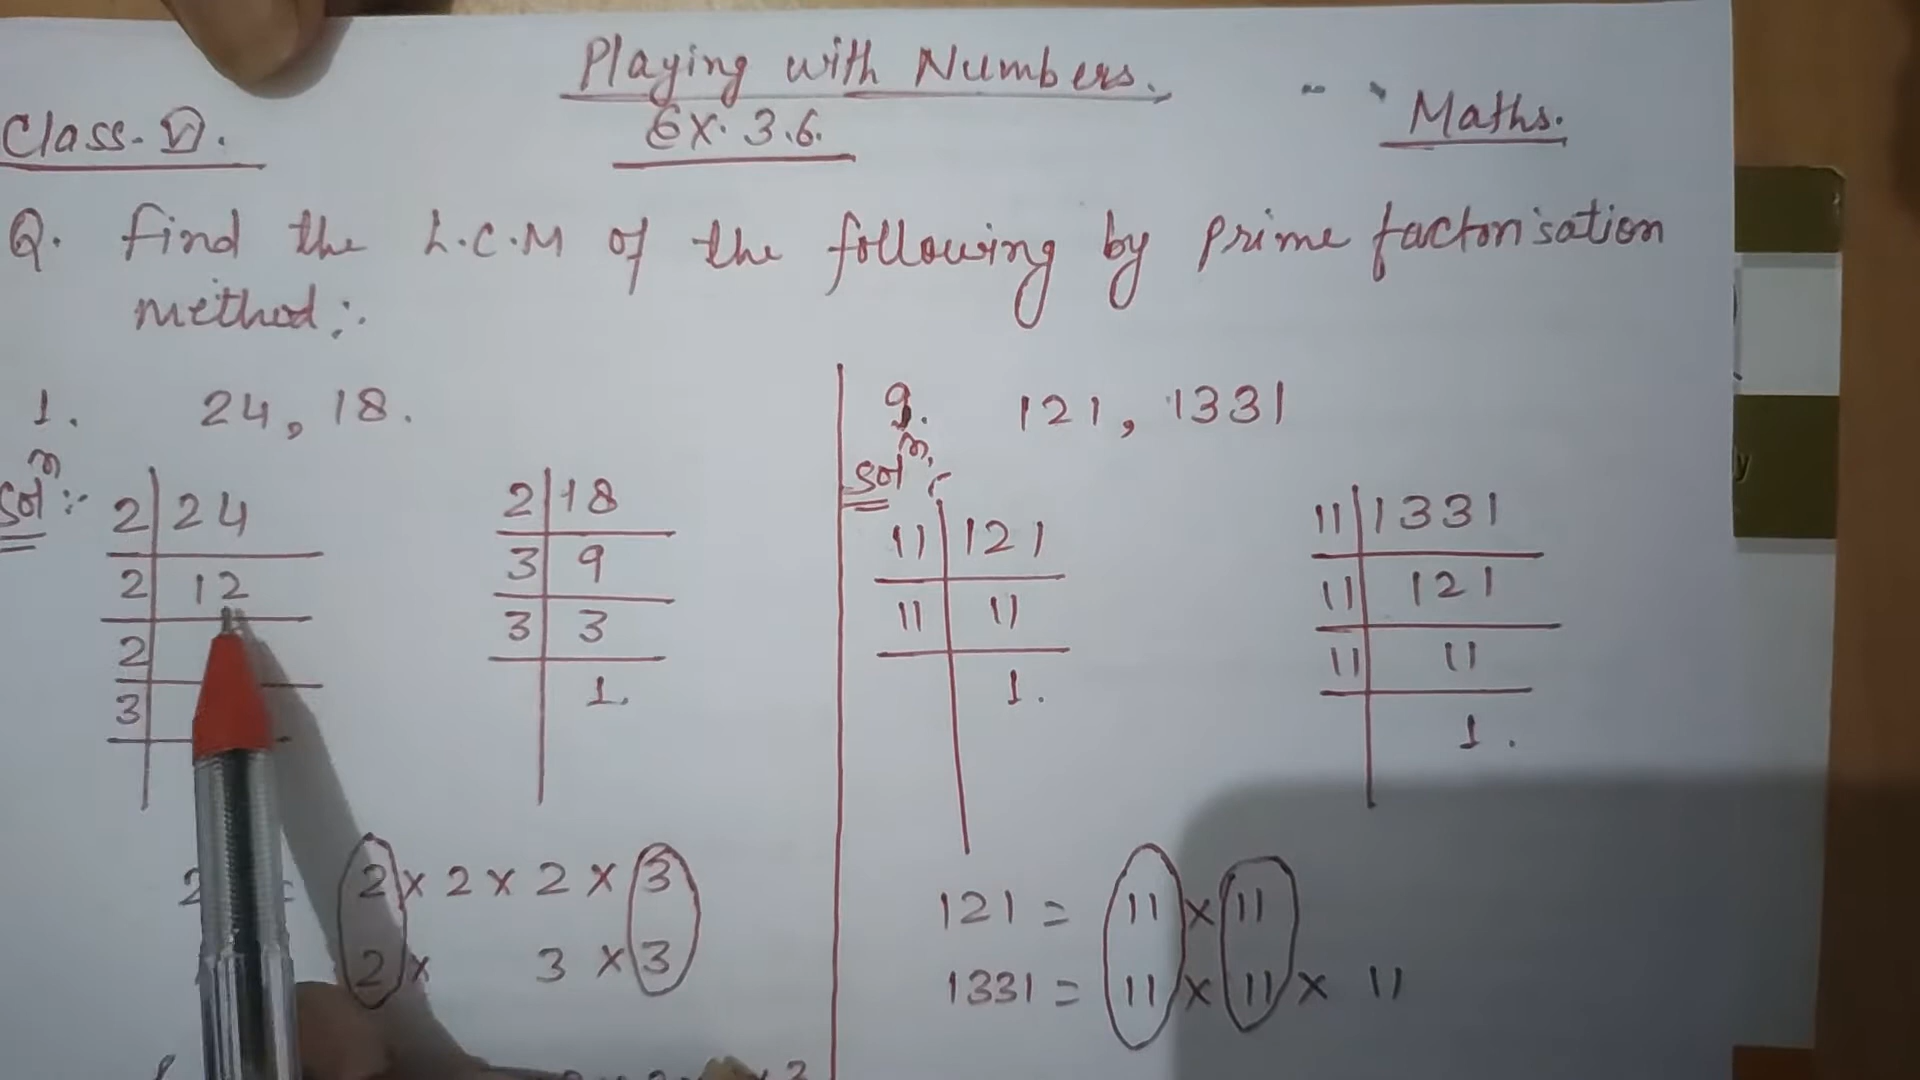 Playing with Numbers.
Ex. 3.6.
Maths.
Class-VI.
Q. find the L.C.M of the following by prime factorisation
method:.
1. 24, 18.
Solⁿ:-
2 | 24
2 | 12
2 |
3 |
2 | 18
3 | 9
3 | 3
1.
2 × 2 × 2 × 3
2 × 3 × 3
9. 121, 1331
Solⁿ:-
11 | 121
11 | 11
1.
11 | 1331
11 | 121
11 | 11
1.
121 = 11 × 11
1331 = 11 × 11 × 11